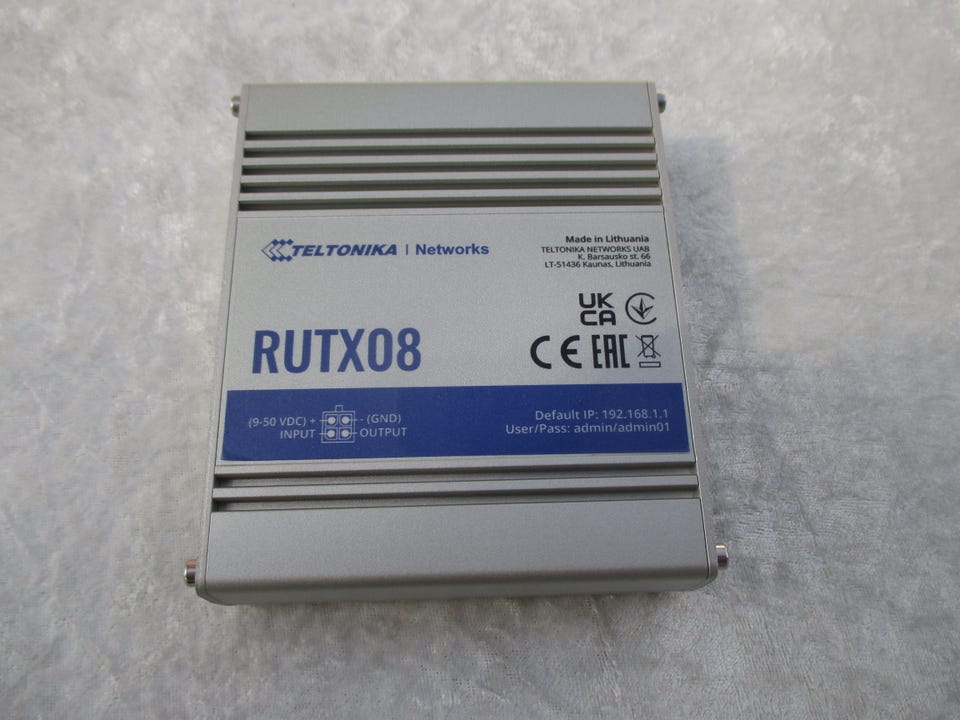 TELTONIKA | Networks
Made in Lithuania
TELTONIKA NETWORKS UAB
K. Barsausko st. 66
LT-51436 Kaunas, Lithuania
UK
CA
RUTX08
CE EAC
(9-50 VDC) + - (GND)
INPUT OUTPUT
Default IP: 192.168.1.1
User/Pass: admin/admin01